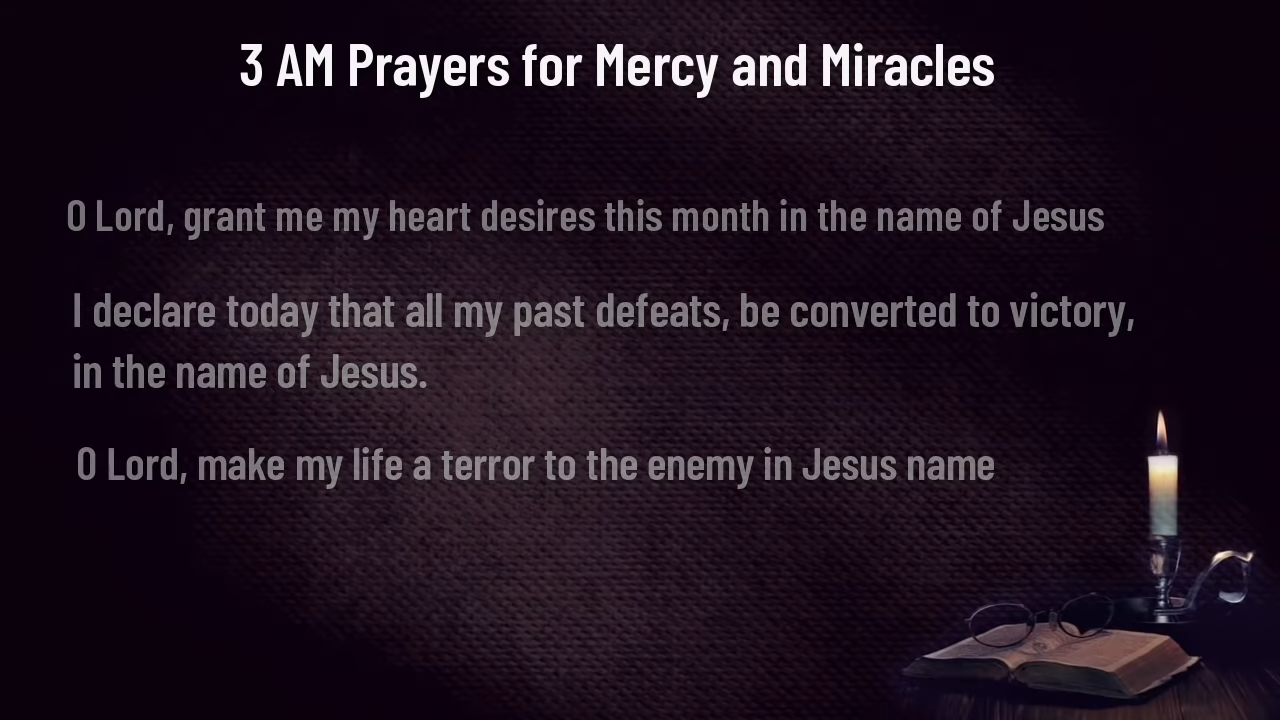 3 AM Prayers for Mercy and Miracles
O Lord, grant me my heart desires this month in the name of Jesus
I declare today that all my past defeats, be converted to victory,
in the name of Jesus.
O Lord, make my life a terror to the enemy in Jesus name